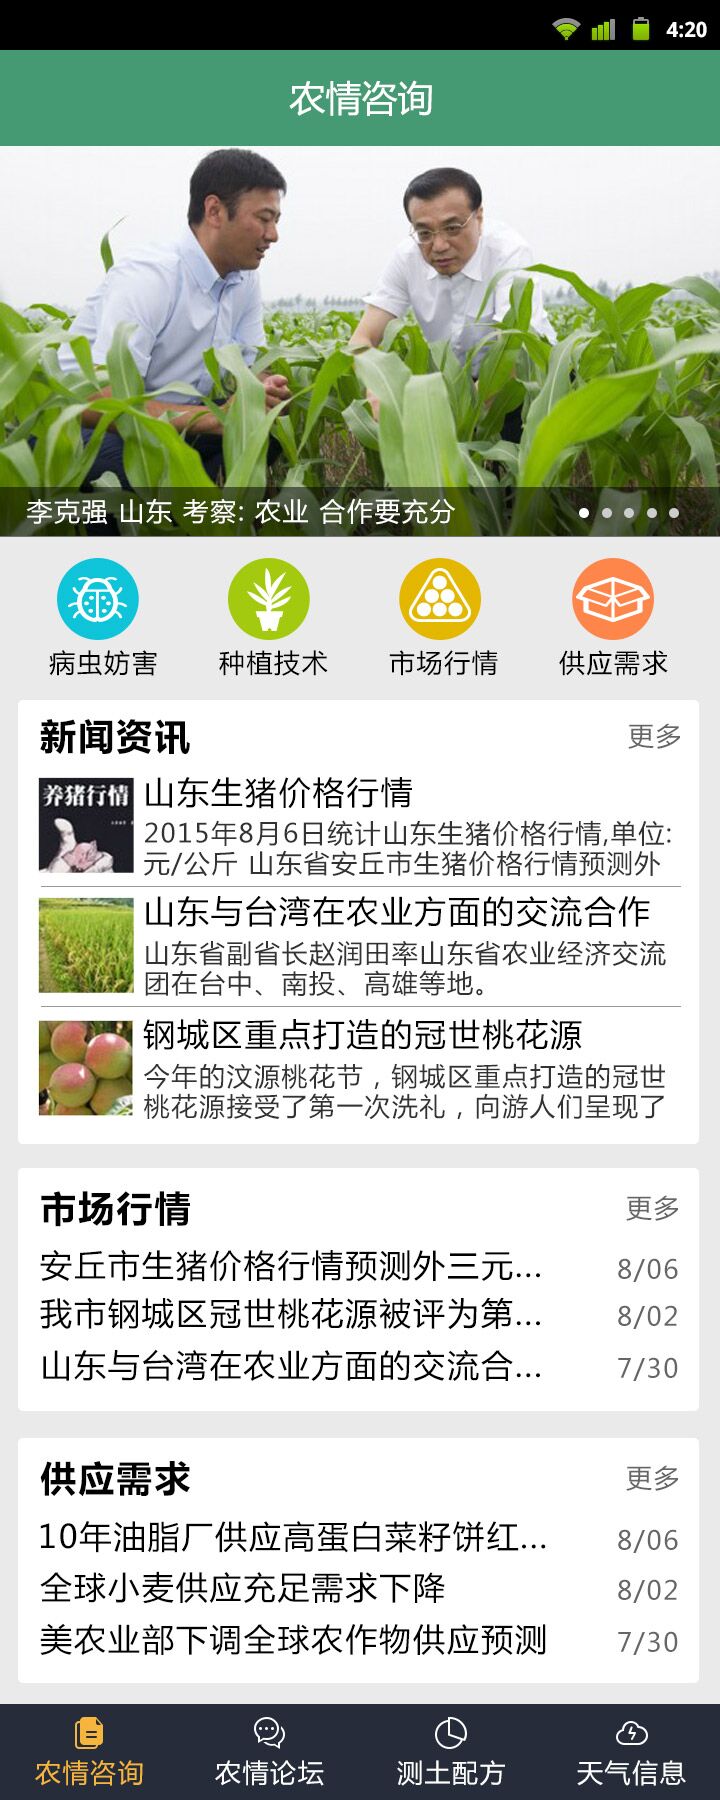 4:20
农情咨询
李克强 山东 考察: 农业 合作要充分
病虫妨害
种植技术
市场行情
供应需求
新闻资讯
更多
养猪行情
山东生猪价格行情
2015年8月6日统计山东生猪价格行情,单位:
元/公斤 山东省安丘市生猪价格行情预测外
山东与台湾在农业方面的交流合作
山东省副省长赵润田率山东省农业经济交流
团在台中、南投、高雄等地。
钢城区重点打造的冠世桃花源
今年的汶源桃花节，钢城区重点打造的冠世
桃花源接受了第一次洗礼，向游人们呈现了
市场行情
更多
安丘市生猪价格行情预测外三元...
8/06
我市钢城区冠世桃花源被评为第...
8/02
山东与台湾在农业方面的交流合...
7/30
供应需求
更多
10年油脂厂供应高蛋白菜籽饼红...
8/06
全球小麦供应充足需求下降
8/02
美农业部下调全球农作物供应预测
7/30
农情咨询
农情论坛
测土配方
天气信息